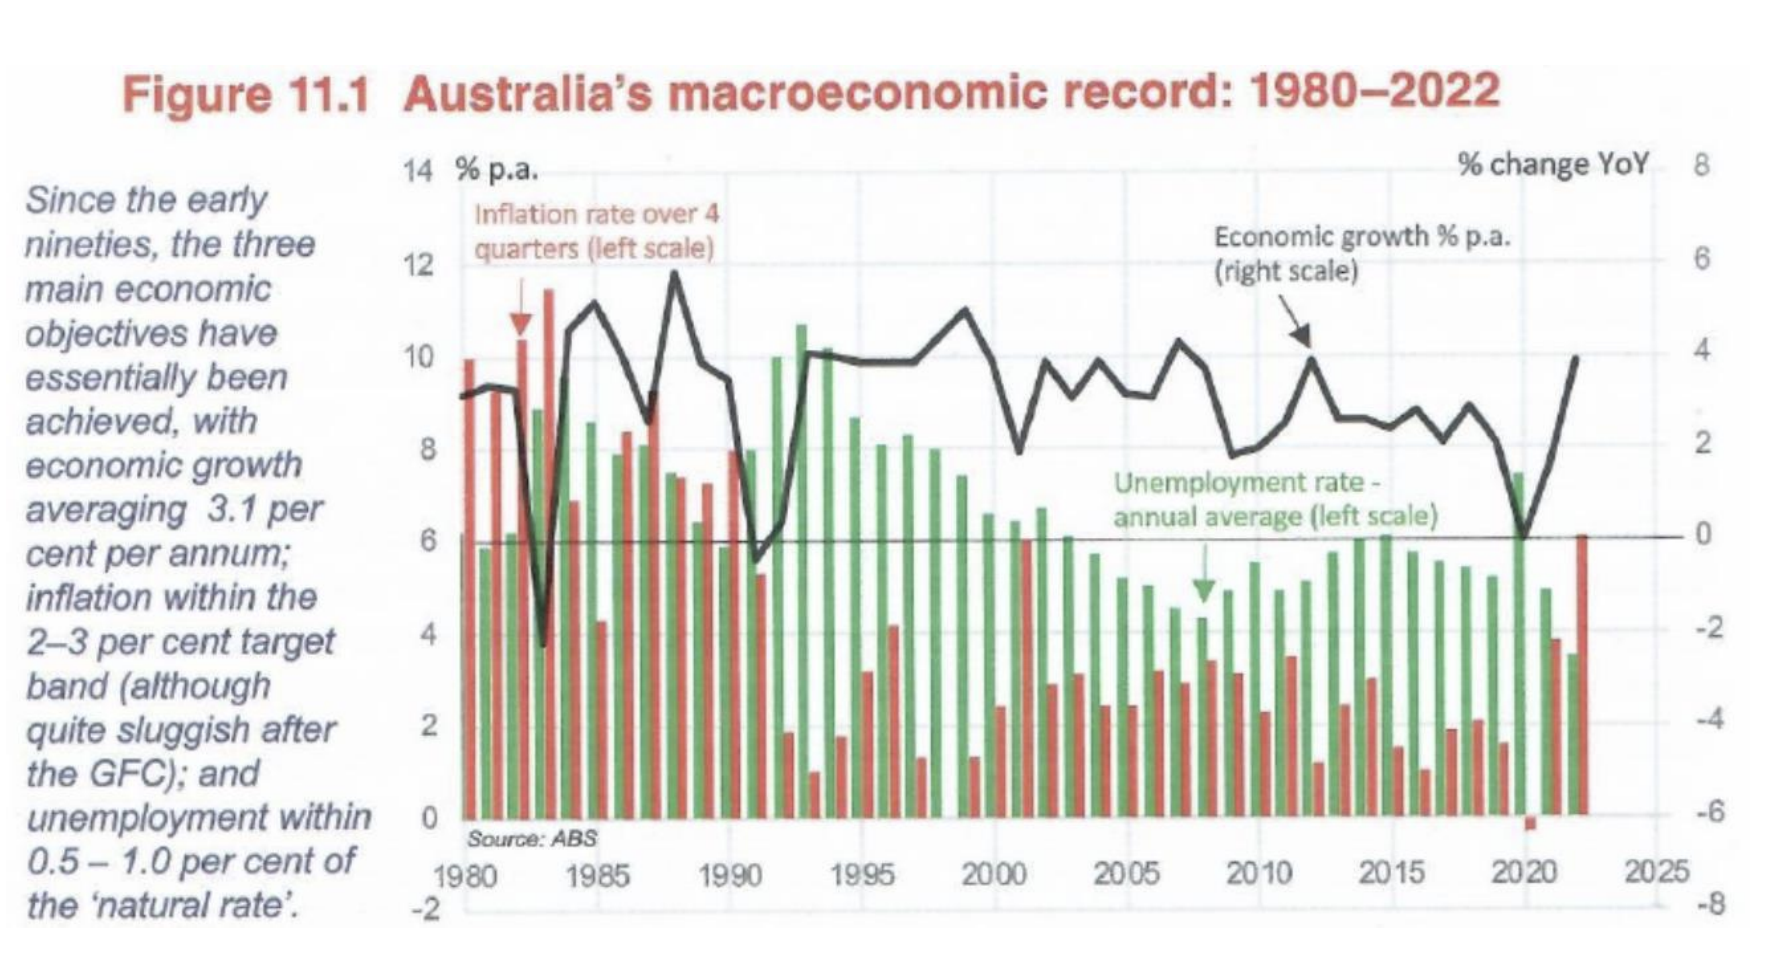 Figure 11.1 Australia's macroeconomic record: 1980–2022
Since the early
nineties, the three
main economic
objectives have
essentially been
achieved, with
economic growth
averaging 3.1 per
cent per annum;
inflation within the
2–3 per cent target
band (although
quite sluggish after
the GFC); and
unemployment within
0.5 – 1.0 per cent of
the 'natural rate'.
14 % p.a. % change YoY 8
Inflation rate over 4
quarters (left scale)
Economic growth % p.a.
(right scale)
12 6
10 4
8 2
Unemployment rate -
annual average (left scale)
6 0
4 -2
2 -4
0 -6
Source: ABS
1980 1985 1990 1995 2000 2005 2010 2015 2020 2025
-2 -8